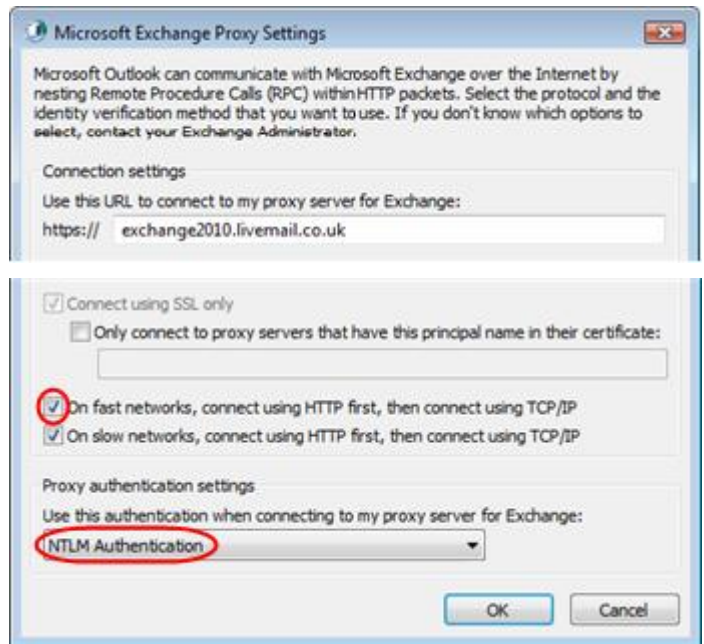 Microsoft Exchange Proxy Settings
Microsoft Outlook can communicate with Microsoft Exchange over the Internet by
nesting Remote Procedure Calls (RPC) within HTTP packets. Select the protocol and the
identity verification method that you want to use. If you don't know which options to
select, contact your Exchange Administrator.
Connection settings
Use this URL to connect to my proxy server for Exchange:
https:// exchange2010.livemail.co.uk
Connect using SSL only
Only connect to proxy servers that have this principal name in their certificate:
On fast networks, connect using HTTP first, then connect using TCP/IP
On slow networks, connect using HTTP first, then connect using TCP/IP
Proxy authentication settings
Use this authentication when connecting to my proxy server for Exchange:
NTLM Authentication
OK Cancel